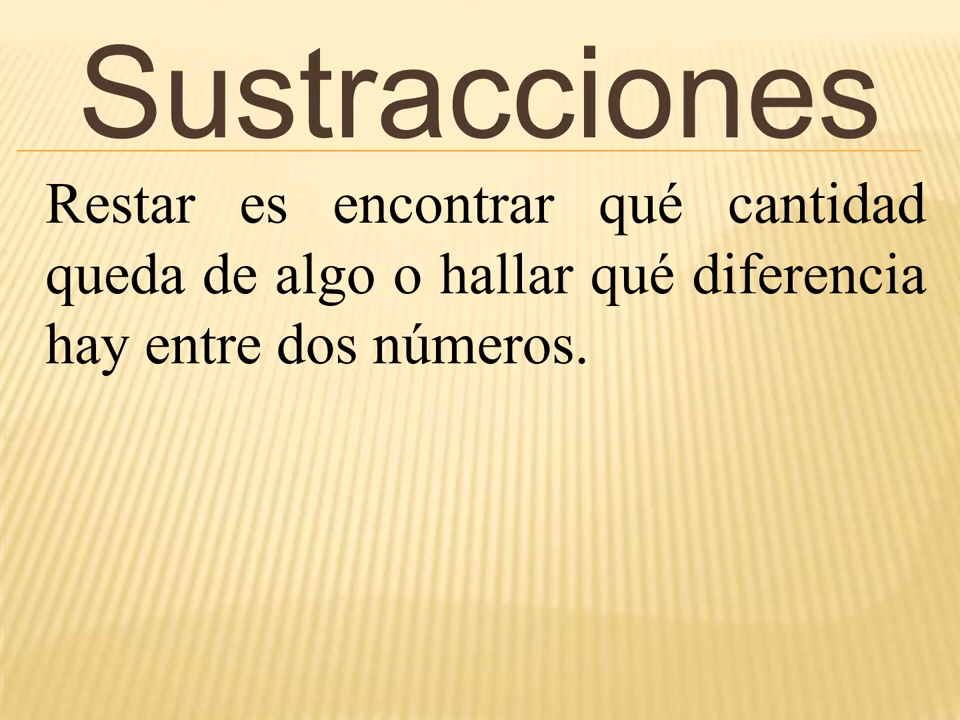 Sustracciones
Restar es encontrar qué cantidad
queda de algo o hallar qué diferencia
hay entre dos números.